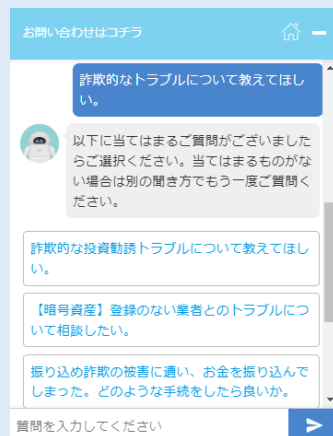 お問い合わせはコチラ
詐欺的なトラブルについて教えてほし
い。
以下に当てはまるご質問がございました
らご選択ください。当てはまるものがな
い場合は別の聞き方でもう一度ご質問く
ださい。
詐欺的な投資勧誘トラブルについて教えてほし
い。
【暗号資産】登録のない業者とのトラブルにつ
いて相談したい。
振り込め詐欺の被害に遭い、お金を振り込んで
しまった。どのような手続をしたら良いか。
質問を入力してください